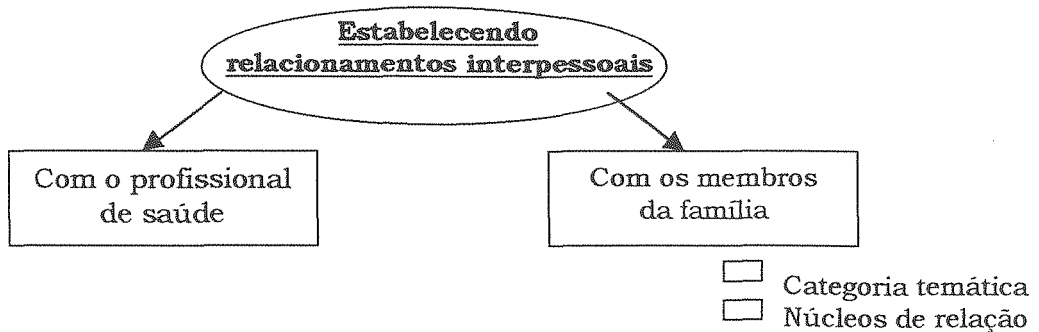 Estabelecendo
relacionamentos interpessoais
Com o profissional
de saúde
Com os membros
da família
Categoria temática
Núcleos de relação